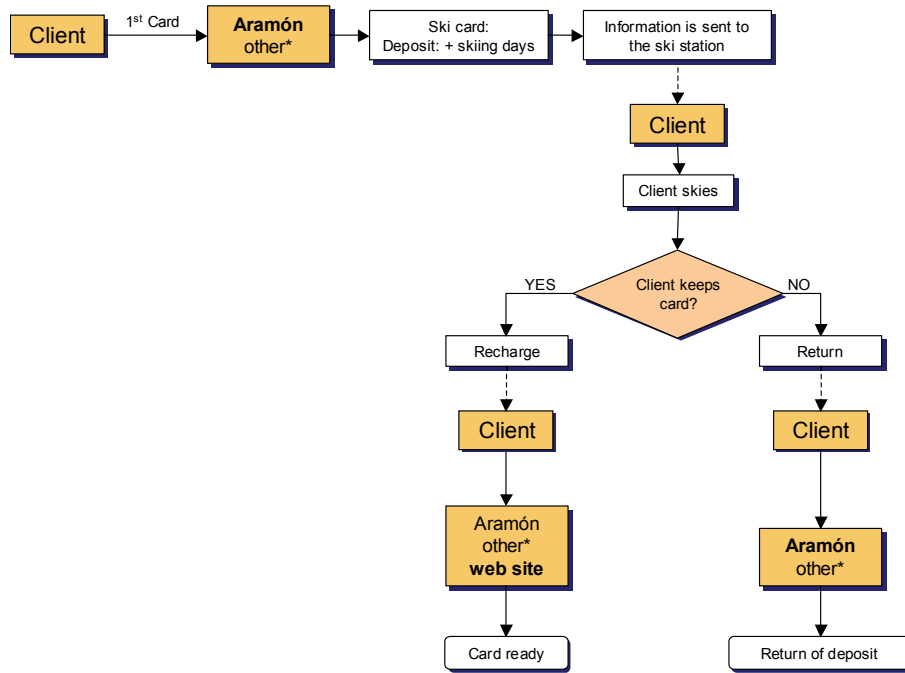 Client
1st Card
Aramón
other*
Ski card:
Deposit: + skiing days
Information is sent to
the ski station
Client
Client skies
Client keeps
card?
YES
NO
Recharge
Return
Client
Client
Aramón
other*
web site
Aramón
other*
Card ready
Return of deposit